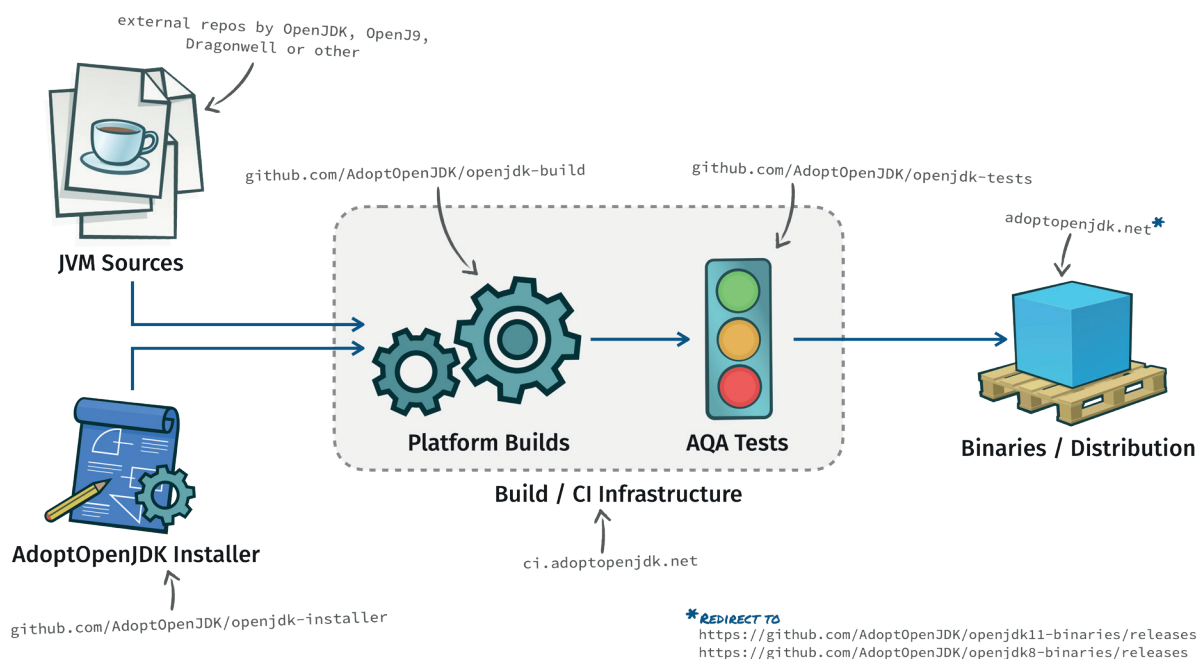 external repos by OpenJDK, OpenJ9,
Dragonwell or other
github.com/AdoptOpenJDK/openjdk-build
github.com/AdoptOpenJDK/openjdk-tests
adoptopenjdk.net*
JVM Sources
Platform Builds
AQA Tests
Binaries / Distribution
Build / CI Infrastructure
ci.adoptopenjdk.net
AdoptOpenJDK Installer
github.com/AdoptOpenJDK/openjdk-installer
*Redirect to
https://github.com/AdoptOpenJDK/openjdk11-binaries/releases
https://github.com/AdoptOpenJDK/openjdk8-binaries/releases